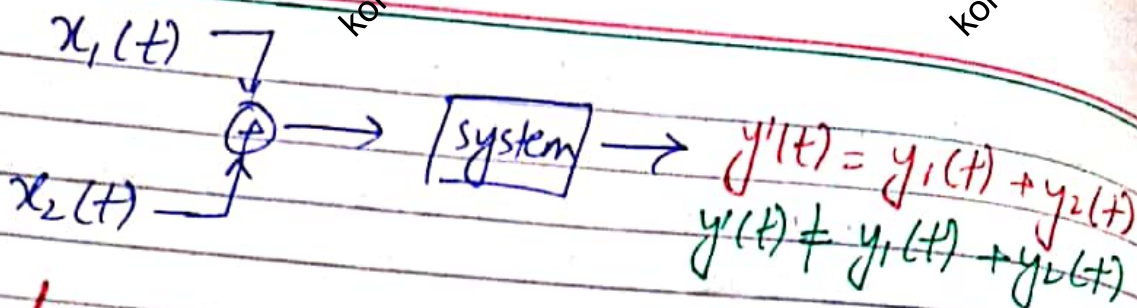 x₁(t)
+
system
y'(t) = y₁(t) + y₂(t)
x₂(t)
y'(t) ≠ y₁(t) + y₂(t)